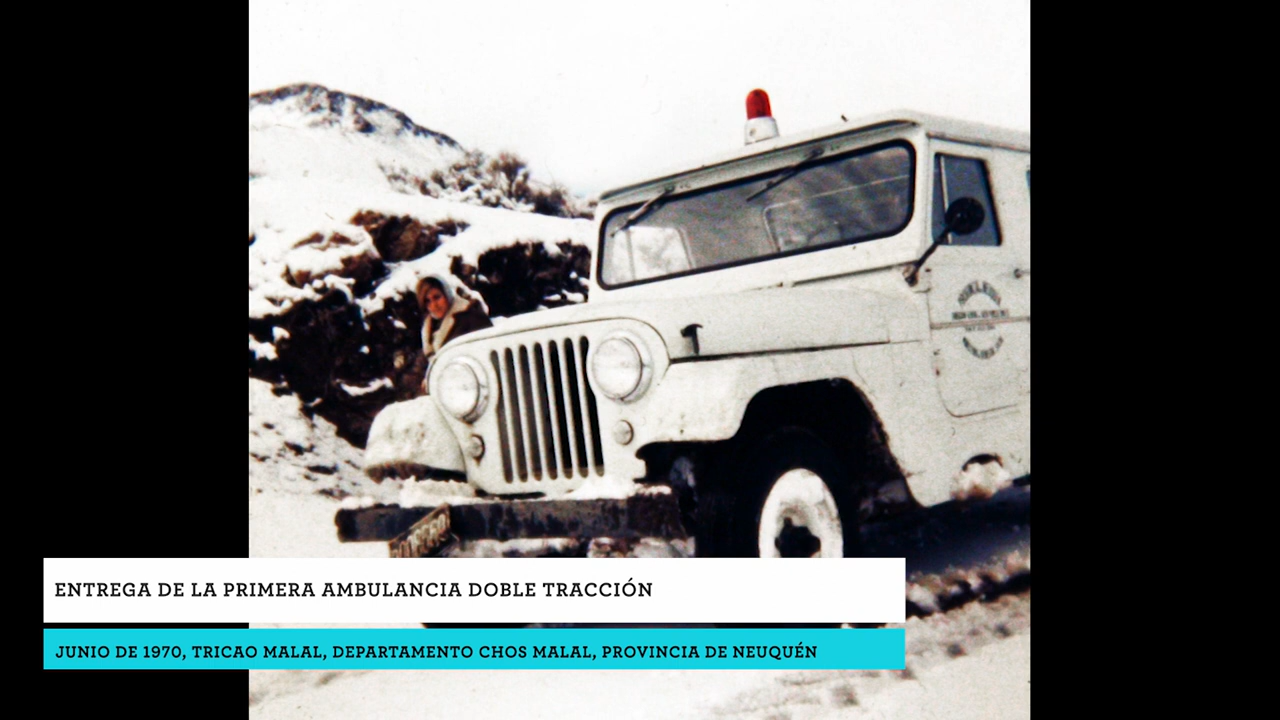 ENTREGA DE LA PRIMERA AMBULANCIA DOBLE TRACCIÓN
JUNIO DE 1970, TRICAO MALAL, DEPARTAMENTO CHOS MALAL, PROVINCIA DE NEUQUÉN